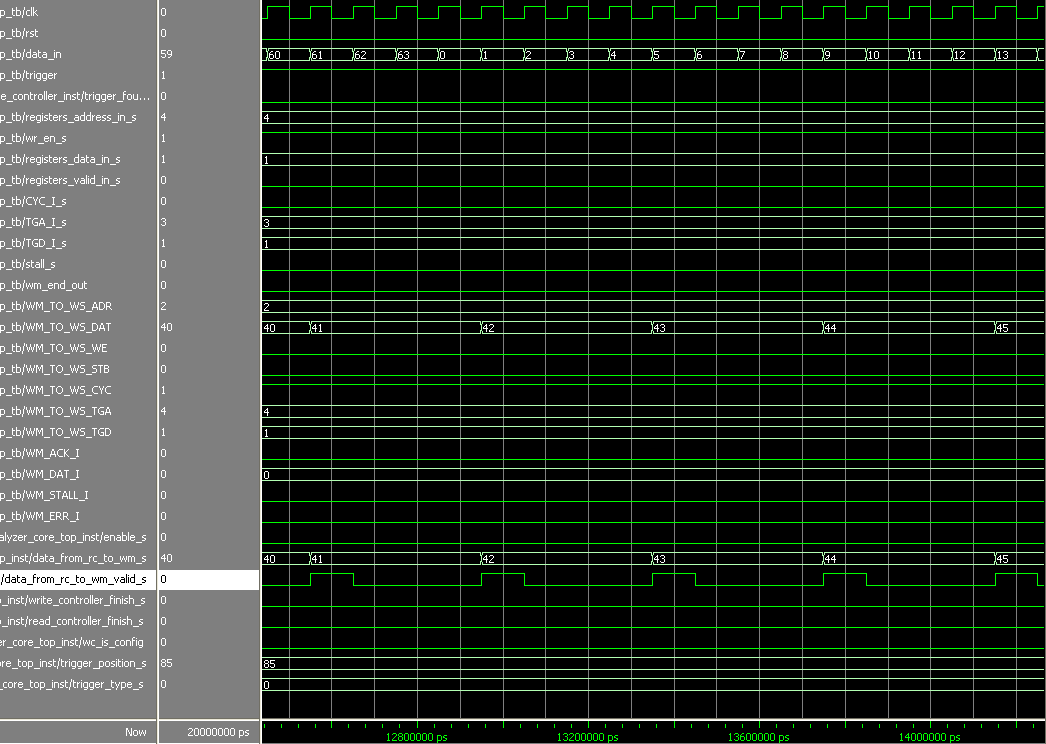 p_tb/clk 0
p_tb/rst 0
p_tb/data_in 59 60 61 62 63 0 1 2 3 4 5 6 7 8 9 10 11 12 13
p_tb/trigger 1
e_controller_inst/trigger_fou... 0
p_tb/registers_address_in_s 4 4
p_tb/wr_en_s 1
p_tb/registers_data_in_s 1 1
p_tb/registers_valid_in_s 0
p_tb/CYC_I_s 0
p_tb/TGA_I_s 3 3
p_tb/TGD_I_s 1 1
p_tb/stall_s 0
p_tb/wm_end_out 0
p_tb/WM_TO_WS_ADR 2 2
p_tb/WM_TO_WS_DAT 40 40 41 42 43 44 45
p_tb/WM_TO_WS_WE 0
p_tb/WM_TO_WS_STB 0
p_tb/WM_TO_WS_CYC 1
p_tb/WM_TO_WS_TGA 4 4
p_tb/WM_TO_WS_TGD 1 1
p_tb/WM_ACK_I 0
p_tb/WM_DAT_I 0 0
p_tb/WM_STALL_I 0
p_tb/WM_ERR_I 0
alyzer_core_top_inst/enable_s 0
p_inst/data_from_rc_to_wm_s 40 40 41 42 43 44 45
/data_from_rc_to_wm_valid_s 0
p_inst/write_controller_finish_s 0
p_inst/read_controller_finish_s 0
er_core_top_inst/wc_is_config 0
ore_top_inst/trigger_position_s 85 85
_core_top_inst/trigger_type_s 0 0
Now 20000000 ps 12800000 ps 13200000 ps 13600000 ps 14000000 ps